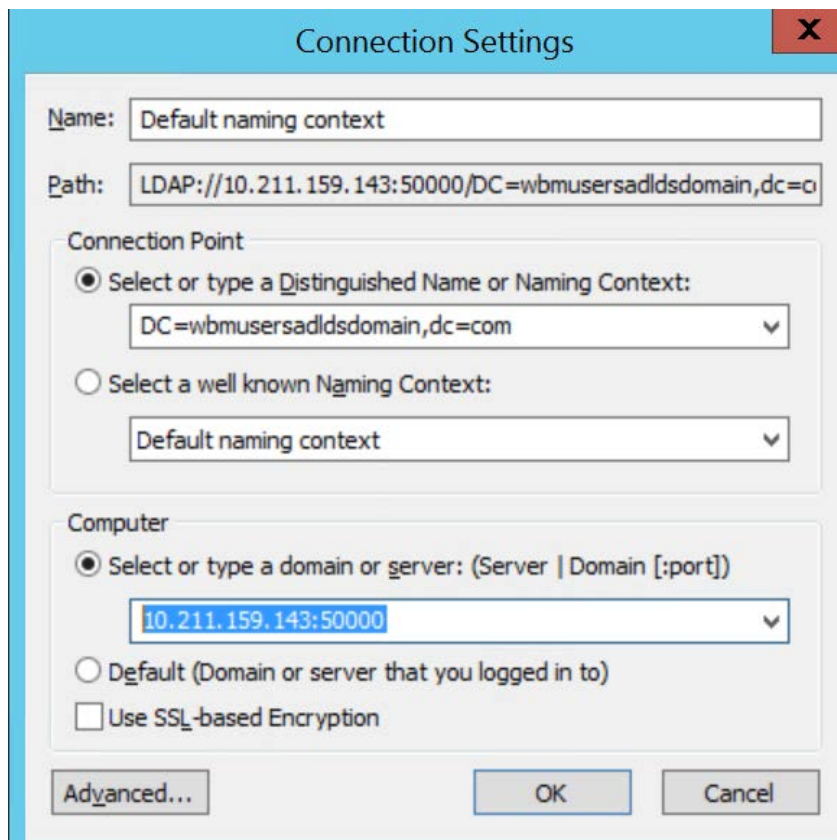 Connection Settings
X
Name: Default naming context
Path: LDAP://10.211.159.143:50000/DC=wbmusersadldsdomain,dc=c
Connection Point
Select or type a Distinguished Name or Naming Context:
DC=wbmusersadldsdomain,dc=com
Select a well known Naming Context:
Default naming context
Computer
Select or type a domain or server: (Server | Domain [:port])
10.211.159.143:50000
Default (Domain or server that you logged in to)
Use SSL-based Encryption
Advanced... OK Cancel